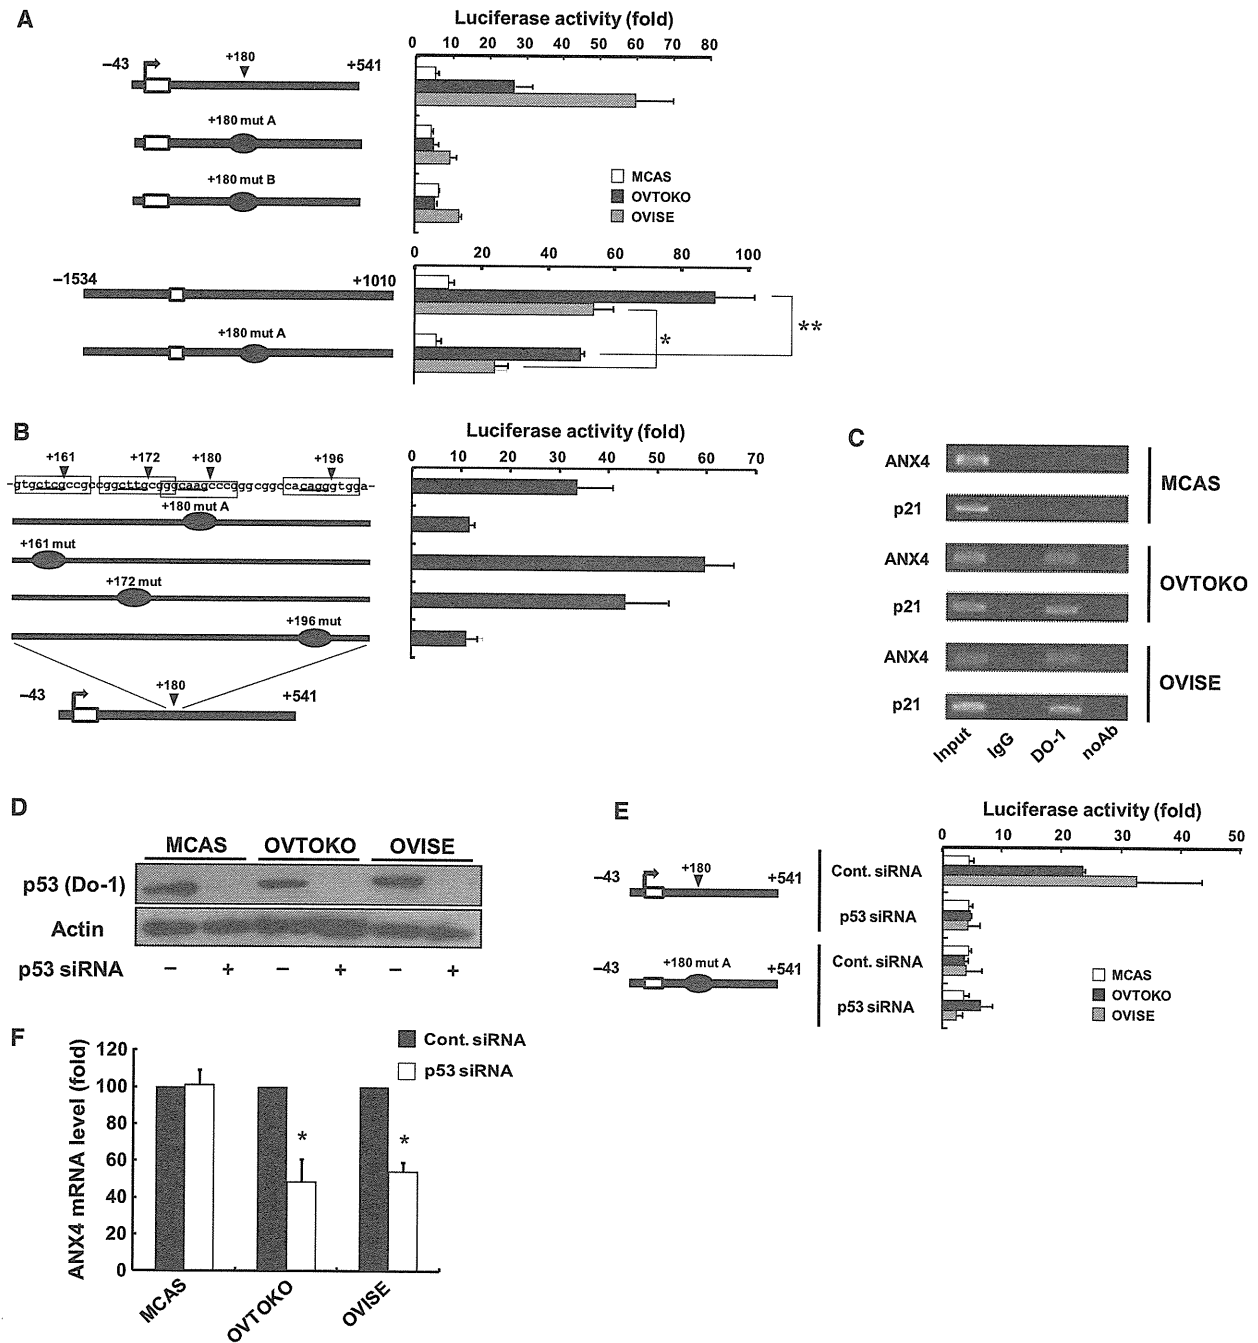 A
Luciferase activity (fold)
0 10 20 30 40 50 60 70 80
–43 +180 +541
+180 mut A
+180 mut B
MCAS
OVTOKO
OVISE
0 20 40 60 80 100
–1534 +1010
+180 mut A
*
**
B
Luciferase activity (fold)
0 10 20 30 40 50 60 70
+161 +172 +180 +196
-gtgctcgccgccggcttgcgggcaagcccgggcggccacagggtgga-
+180 mut A
+161 mut
+172 mut
+196 mut
–43 +180 +541
C
ANX4
p21
MCAS
ANX4
p21
OVTOKO
ANX4
p21
OVISE
Input IgG DO-1 noAb
D
MCAS OVTOKO OVISE
p53 (Do-1)
Actin
p53 siRNA – + – + – +
E
Luciferase activity (fold)
0 10 20 30 40 50
–43 +180 +541
Cont. siRNA
p53 siRNA
–43 +180 mut A +541
Cont. siRNA
p53 siRNA
MCAS
OVTOKO
OVISE
F
Cont. siRNA
p53 siRNA
ANX4 mRNA level (fold)
120
100
80
60
40
20
0
* *
MCAS OVTOKO OVISE